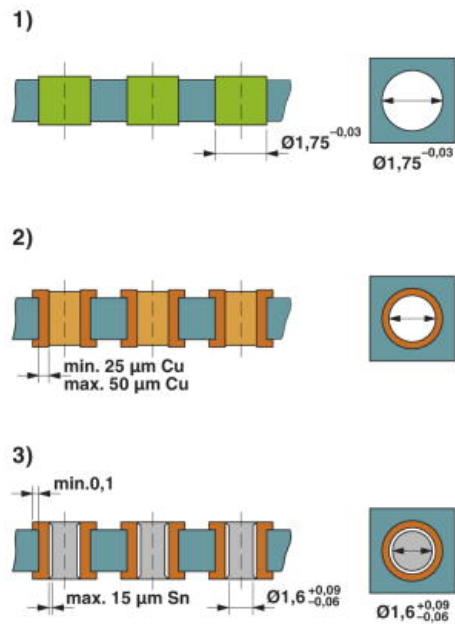 1)
Ø1,75 -0,03
Ø1,75 -0,03
2)
min. 25 µm Cu
max. 50 µm Cu
3)
min.0,1
max. 15 µm Sn
Ø1,6 +0,09 -0,06
Ø1,6 +0,09 -0,06